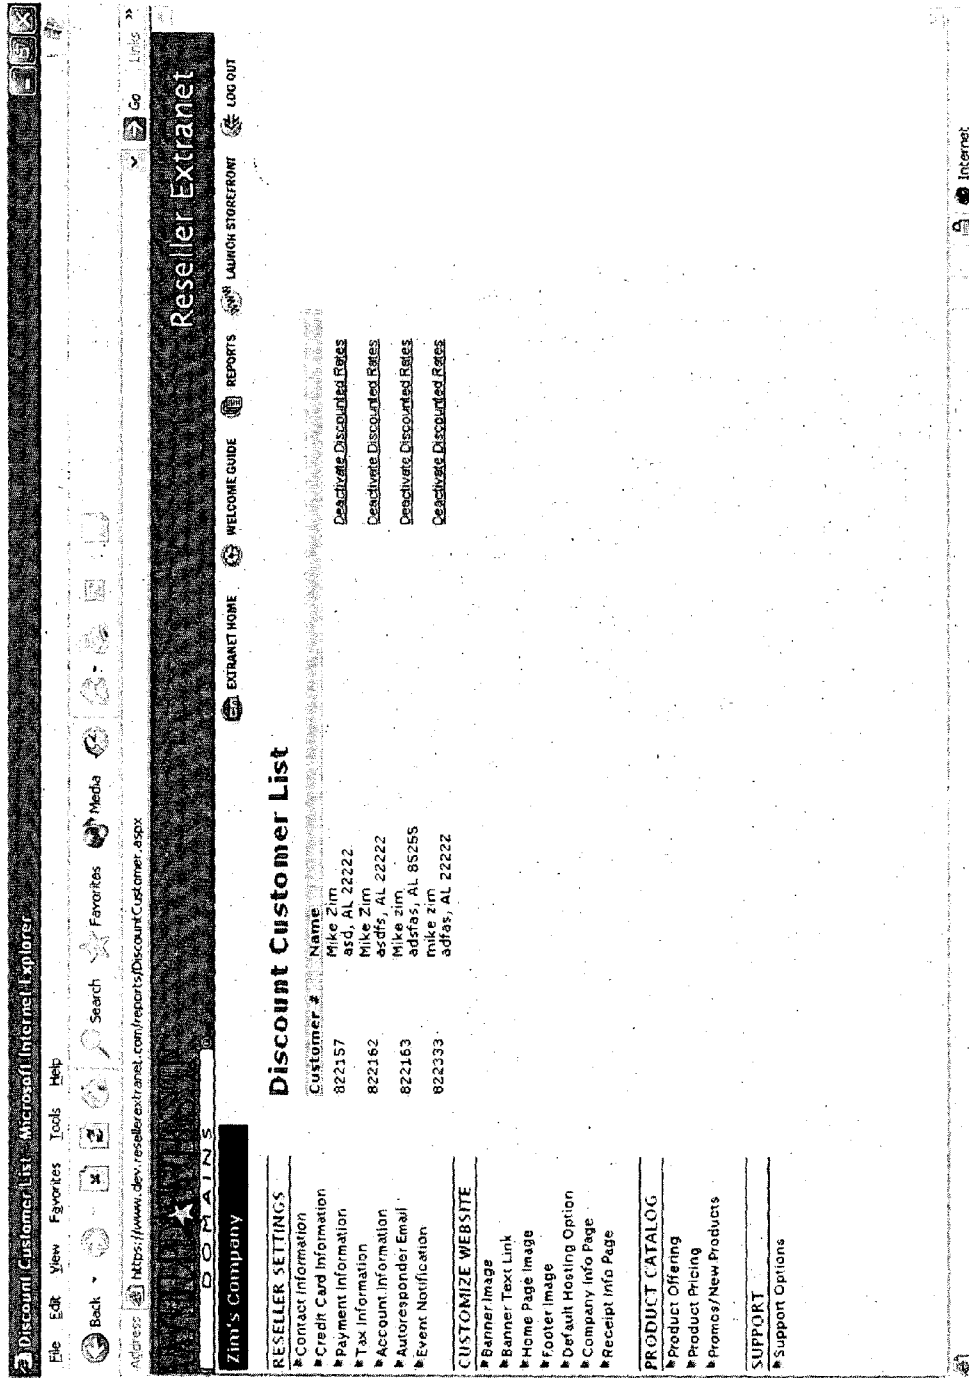 Discount Customer List - Microsoft Internet Explorer
File Edit View Favorites Tools Help
Back Search Favorites Media
Address https://www.dev.resellerextranet.com/reports/DiscountCustomer.aspx Go Links »
DOMAINS
Reseller Extranet
Zim's Company
EXTRANET HOME WELCOME GUIDE REPORTS LAUNCH STOREFRONT LOG OUT
RESELLER SETTINGS
Contact Information
Credit Card Information
Payment Information
Tax Information
Account Information
Autoresponder Email
Event Notification
CUSTOMIZE WEBSITE
Banner Image
Banner Text Link
Home Page Image
Footer Image
Default Hosting Option
Company Info Page
Receipt Info Page
PRODUCT CATALOG
Product Offering
Product Pricing
Promos/New Products
SUPPORT
Support Options
Discount Customer List
Customer # Name
822157 Mike Zim Deactivate Discounted Rates
asd, AL 22222
822162 Mike Zim Deactivate Discounted Rates
asdfs, AL 22222
822163 Mike zim Deactivate Discounted Rates
adsfas, AL 85255
822333 mike zim Deactivate Discounted Rates
adfas, AL 22222
Internet